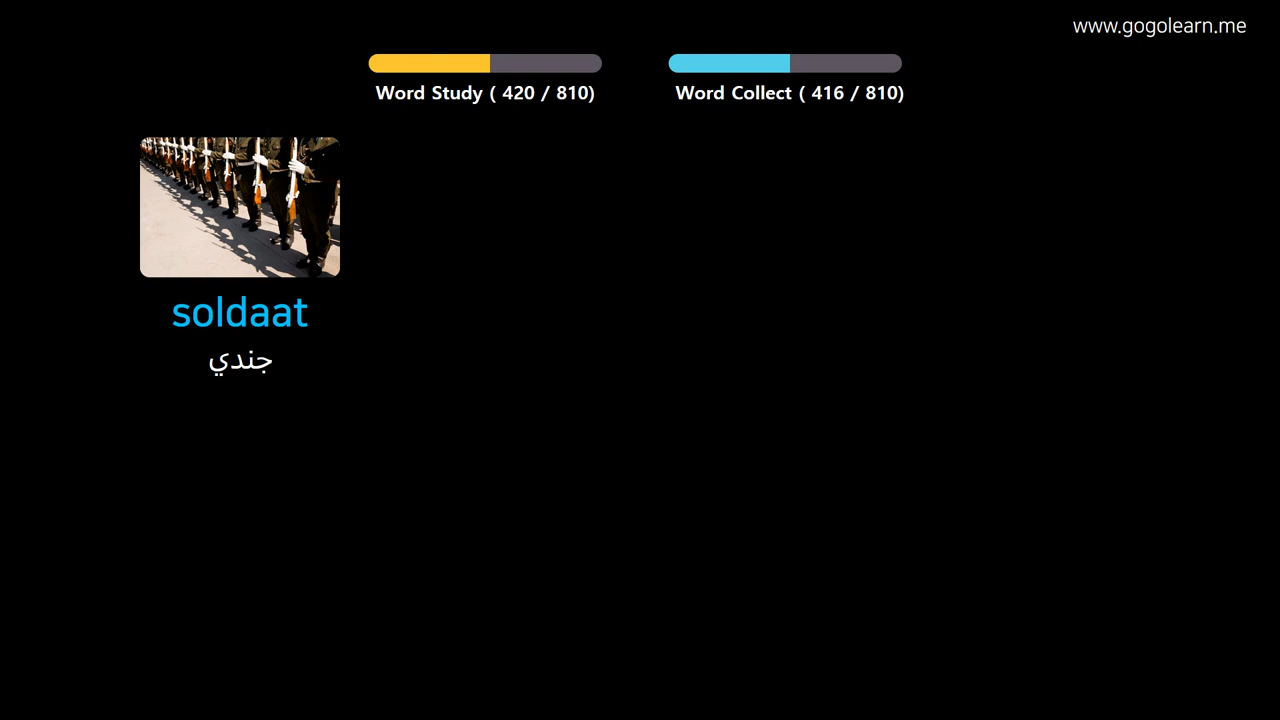 www.gogolearn.me
Word Study ( 420 / 810)
Word Collect ( 416 / 810)
soldaat
جندي